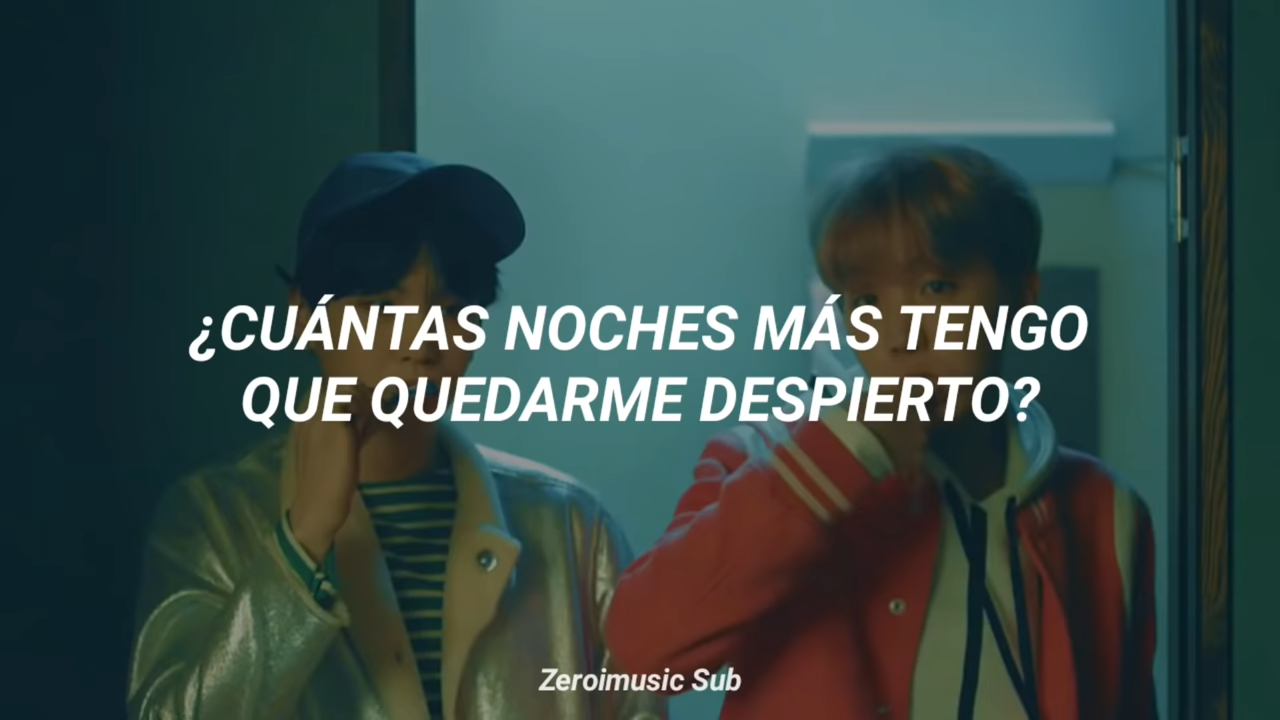 ¿CUÁNTAS NOCHES MÁS TENGO
QUE QUEDARME DESPIERTO?
Zeroimusic Sub